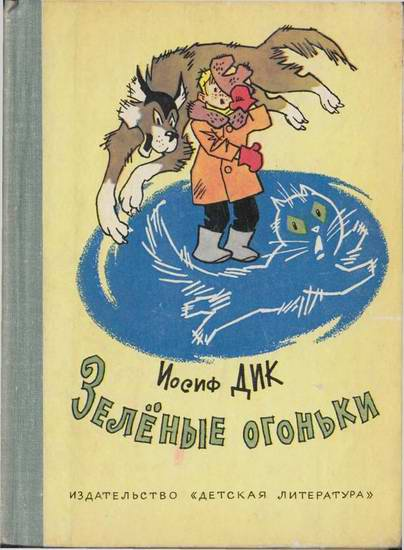 Иосиф ДИК
ЗЕЛЁНЫЕ ОГОНЬКИ
ИЗДАТЕЛЬСТВО «ДЕТСКАЯ ЛИТЕРАТУРА»